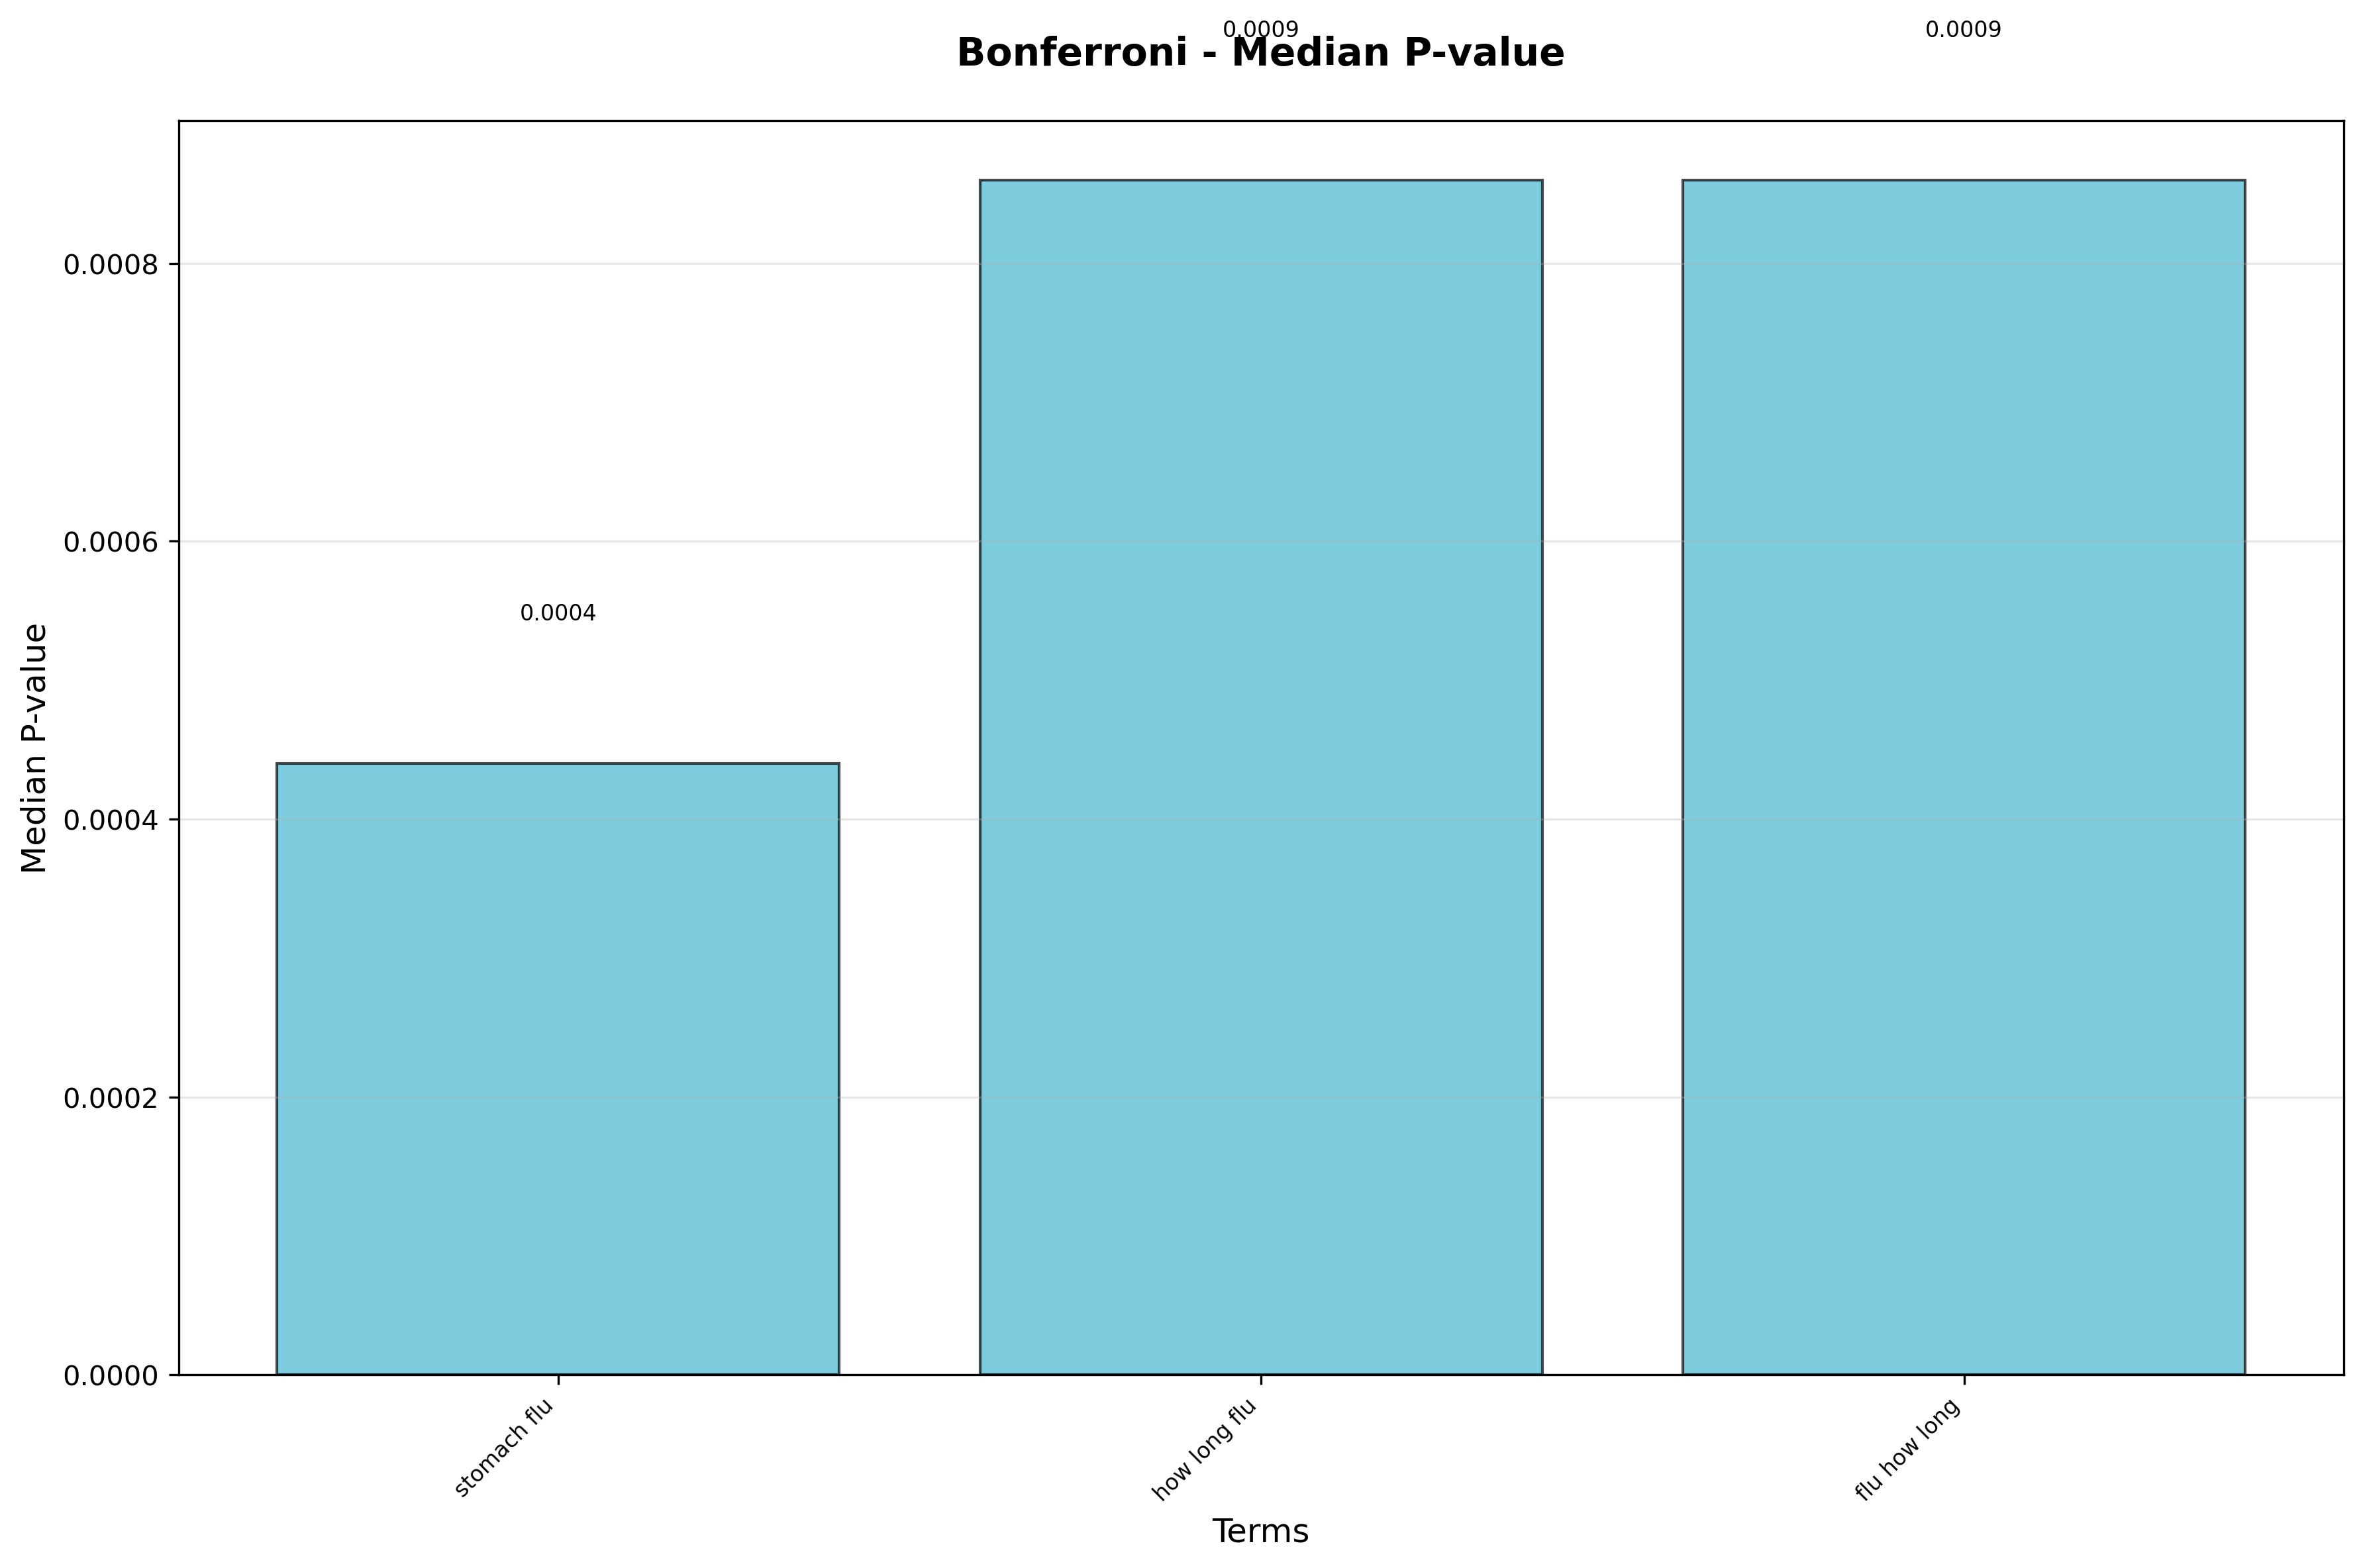 0.0009
0.0009
Bonferroni - Median P-value
0.0008
0.0006
0.0004
0.0004
0.0002
0.0000
Median P-value
stomach flu
how long flu
flu how long
Terms